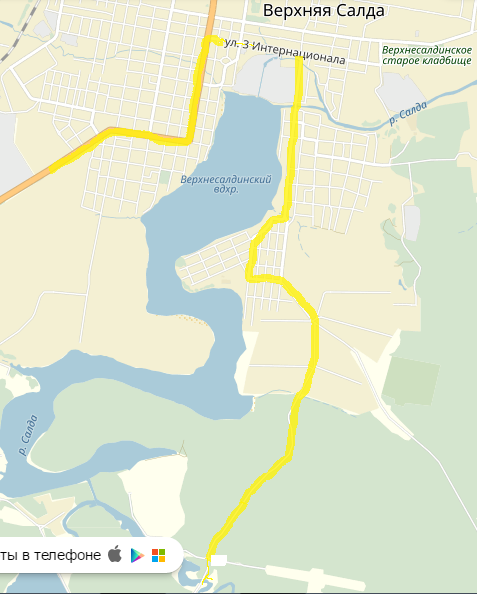 Верхняя Салда
ул. 3 Интернационала
Верхнесалдинское
старое кладбище
р. Салда
Верхнесалдинский
вдхр.
р. Салда
ты в телефоне